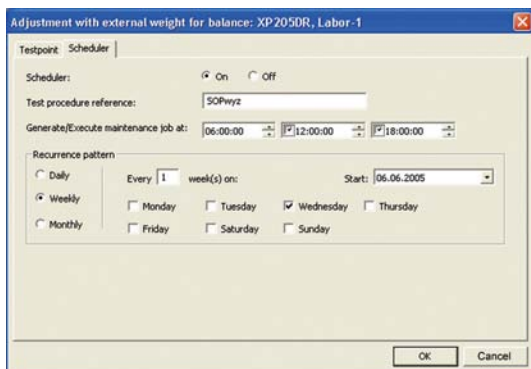 Adjustment with external weight for balance: XP205DR, Labor-1
Testpoint Scheduler
Scheduler: On Off
Test procedure reference: SOPwyz
Generate/Execute maintenance job at: 06:00:00 12:00:00 18:00:00
Recurrence pattern
Daily Every 1 week(s) on: Start: 06.06.2005
Weekly Monday Tuesday Wednesday Thursday
Monthly Friday Saturday Sunday
OK Cancel